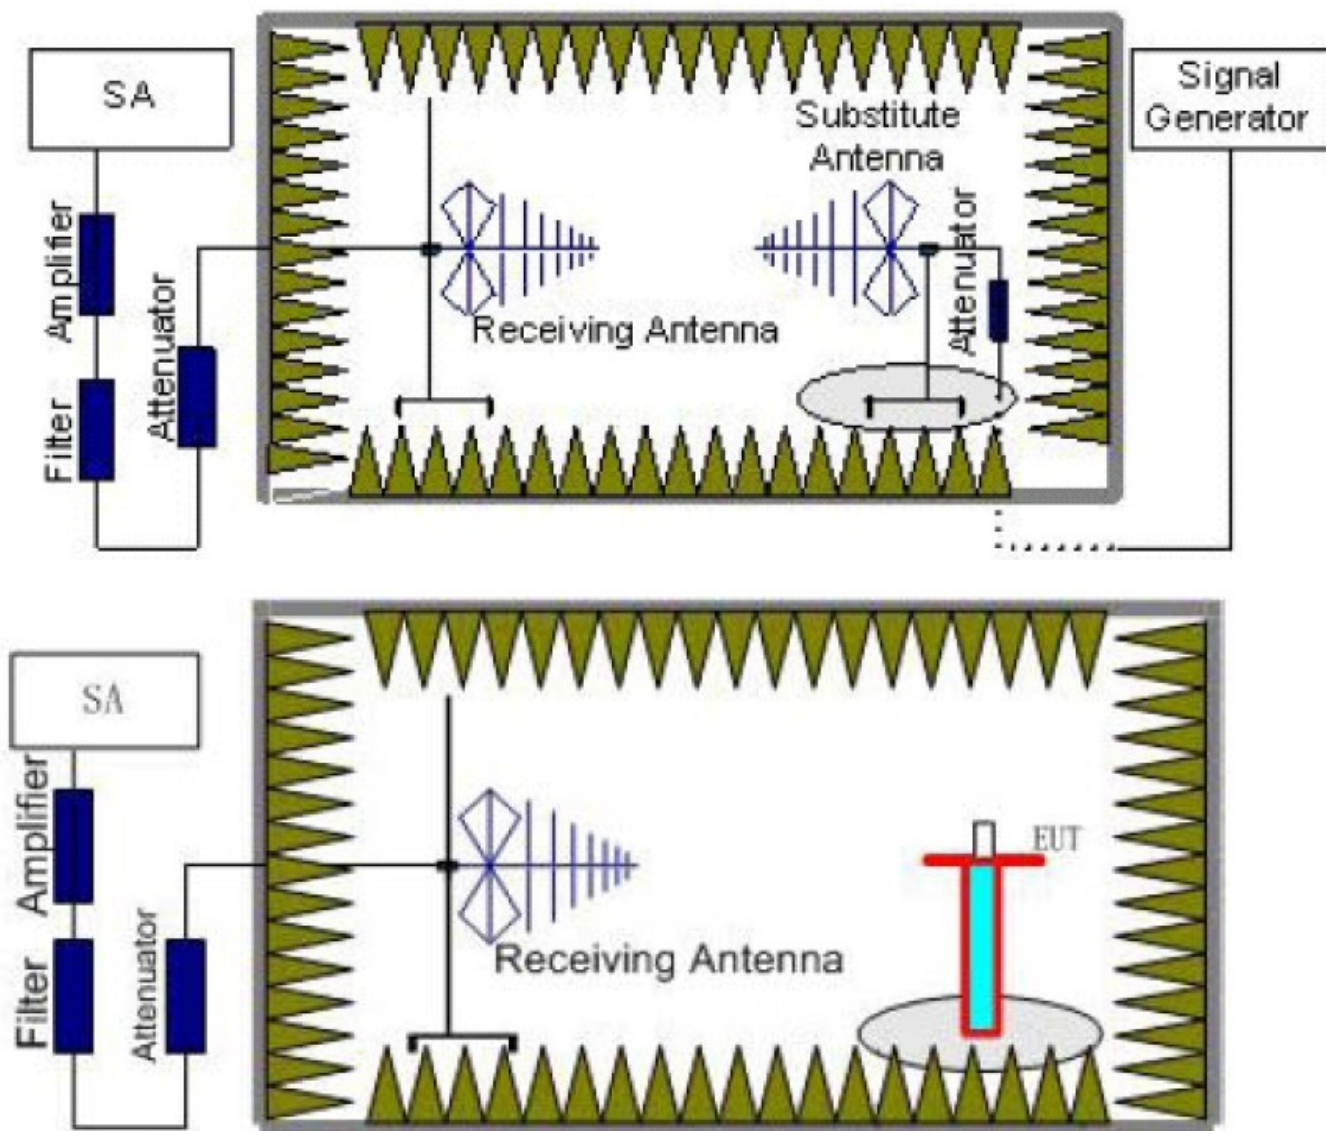 SA
Signal
Generator
Substitute
Antenna
Amplifier
Attenuator
Attenuator
Receiving Antenna
Filter
SA
Amplifier
EUT
Attenuator
Receiving Antenna
Filter